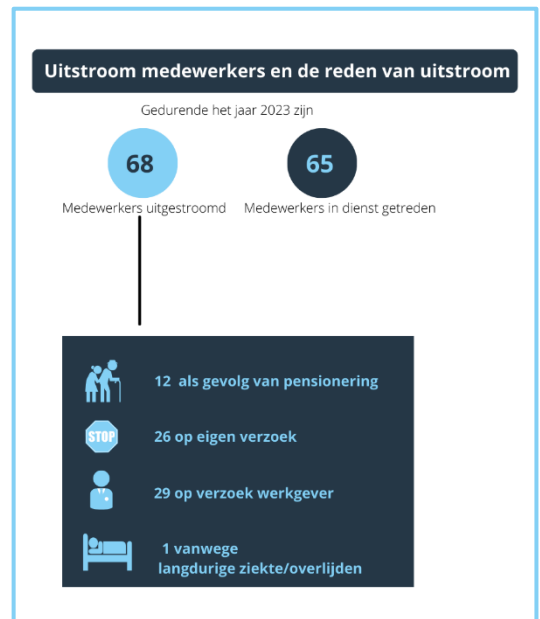 Uitstroom medewerkers en de reden van uitstroom
Gedurende het jaar 2023 zijn
68
65
Medewerkers uitgestroomd
Medewerkers in dienst getreden
12 als gevolg van pensionering
STOP
26 op eigen verzoek
29 op verzoek werkgever
1 vanwege
langdurige ziekte/overlijden